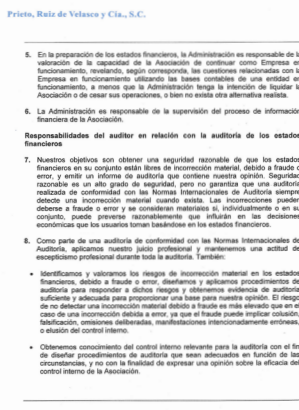 Prieto, Ruiz de Velasco y Cía., S.C.
5. En la preparación de los estados financieros, la Administración es responsable de la
valoración de la capacidad de la Asociación de continuar como Empresa en
funcionamiento, revelando, según corresponda, las cuestiones relacionadas con la
Empresa en funcionamiento utilizando las bases contables de una entidad en
funcionamiento, a menos que la Administración tenga la intención de liquidar la
Asociación o de cesar sus operaciones, o bien no exista otra alternativa realista.
6. La Administración es responsable de la supervisión del proceso de información
financiera de la Asociación.
Responsabilidades del auditor en relación con la auditoría de los estados
financieros
7. Nuestros objetivos son obtener una seguridad razonable de que los estados
financieros en su conjunto están libres de incorrección material, debido a fraude o
error, y emitir un informe de auditoría que contiene nuestra opinión. Seguridad
razonable es un alto grado de seguridad, pero no garantiza que una auditoría
realizada de conformidad con las Normas Internacionales de Auditoría siempre
detecte una incorrección material cuando exista. Las incorrecciones pueden
deberse a fraude o error y se consideran materiales si, individualmente o en su
conjunto, puede preverse razonablemente que influirán en las decisiones
económicas que los usuarios toman basándose en los estados financieros.
8. Como parte de una auditoría de conformidad con las Normas Internacionales de
Auditoría, aplicamos nuestro juicio profesional y mantenemos una actitud de
escepticismo profesional durante toda la auditoría. También:
• Identificamos y valoramos los riesgos de incorrección material en los estados
financieros, debido a fraude o error, diseñamos y aplicamos procedimientos de
auditoría para responder a dichos riesgos y obtenemos evidencia de auditoría
suficiente y adecuada para proporcionar una base para nuestra opinión. El riesgo
de no detectar una incorrección material debido a fraude es más elevado que en el
caso de una incorrección debida a error, ya que el fraude puede implicar colusión,
falsificación, omisiones deliberadas, manifestaciones intencionadamente erróneas,
o elusión del control interno.
• Obtenemos conocimiento del control interno relevante para la auditoría con el fin
de diseñar procedimientos de auditoría que sean adecuados en función de las
circunstancias, y no con la finalidad de expresar una opinión sobre la eficacia del
control interno de la Asociación.